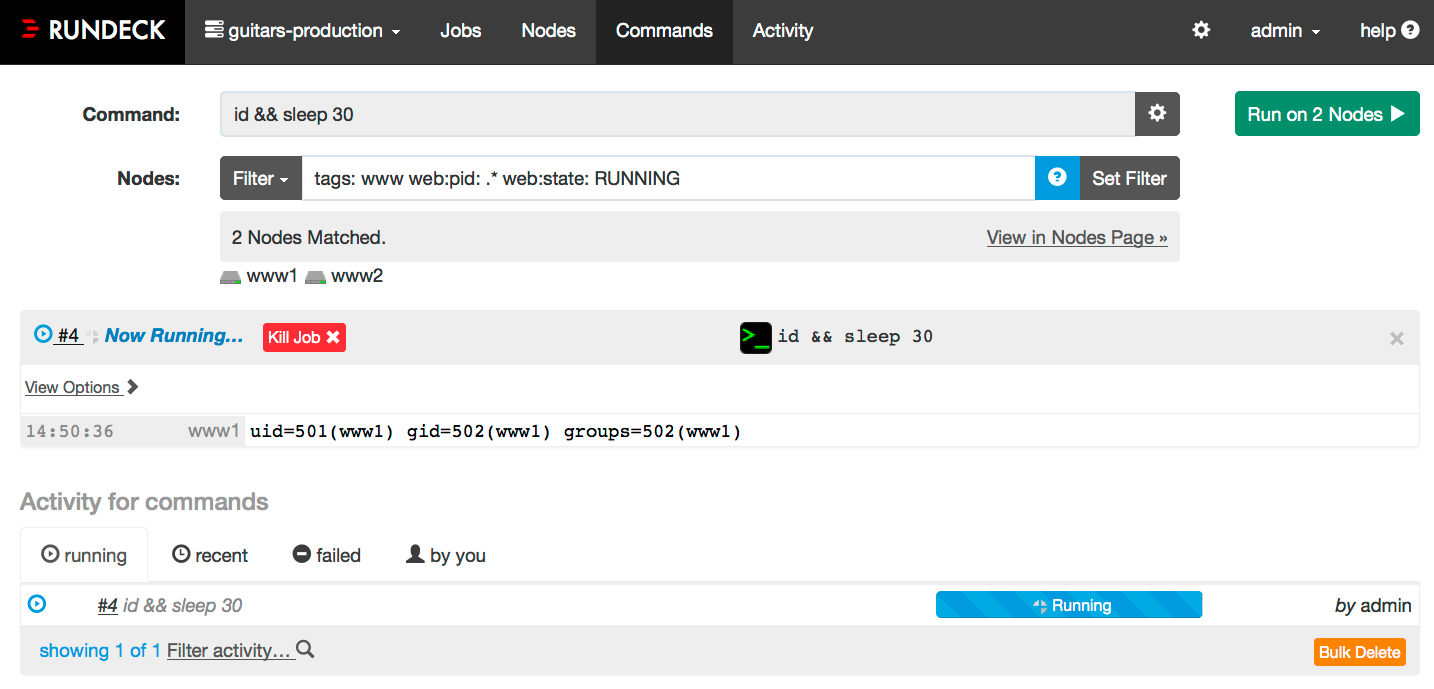 RUNDECK guitars-production Jobs Nodes Commands Activity admin help ?
Command: id && sleep 30 Run on 2 Nodes
Nodes: Filter tags: www web:pid: .* web:state: RUNNING ? Set Filter
2 Nodes Matched. View in Nodes Page »
www1 www2
#4 Now Running... Kill Job ✖ >_ id && sleep 30 ×
View Options
14:50:36 www1 uid=501(www1) gid=502(www1) groups=502(www1)
Activity for commands
running recent failed by you
#4 id && sleep 30 Running by admin
showing 1 of 1 Filter activity… Bulk Delete